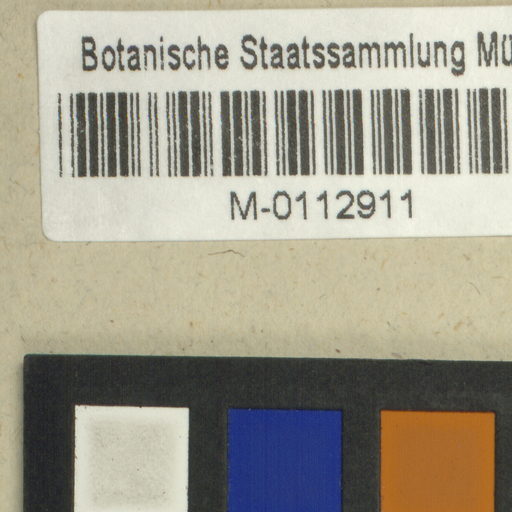 Botanische Staatssammlung Mü
M-0112911